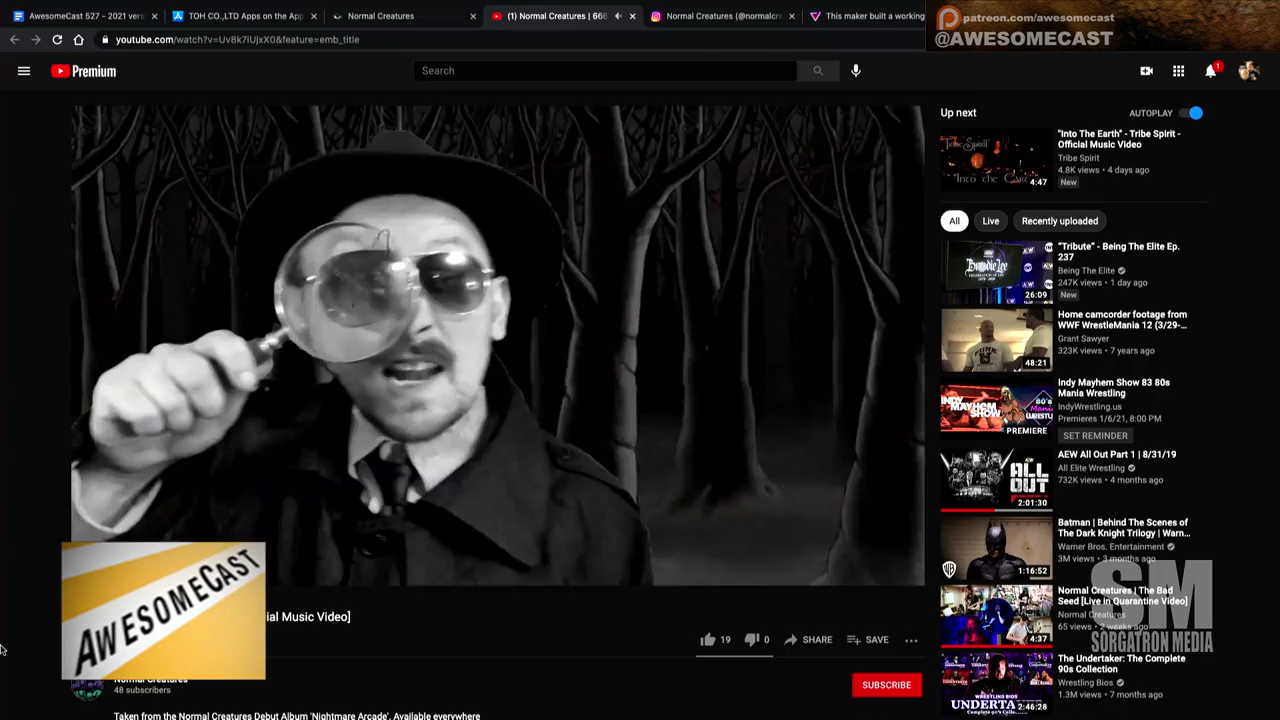 AwesomeCast 527 - 2021 versi
TOH CO.,LTD Apps on the App
Normal Creatures
(1) Normal Creatures | 666
Normal Creatures (@normalcre
This maker built a working
patreon.com/awesomecast
@AWESOMECAST
youtube.com/watch?v=Uv8k7iUjxX0&feature=emb_title
Premium
Search
1
Up next
AUTOPLAY
"Into The Earth" - Tribe Spirit -
Official Music Video
Tribe Spirit
4.8K views • 4 days ago
New
4:47
All
Live
Recently uploaded
"Tribute" - Being The Elite Ep.
237
Being The Elite
247K views • 1 day ago
New
26:09
Home camcorder footage from
WWF WrestleMania 12 (3/29-...
Grant Sawyer
323K views • 7 years ago
48:21
Indy Mayhem Show 83 80s
Mania Wrestling
IndyWrestling.us
Premieres 1/6/21, 8:00 PM
PREMIERE
SET REMINDER
AEW All Out Part 1 | 8/31/19
All Elite Wrestling
732K views • 4 months ago
ALL
OUT
2:01:30
Batman | Behind The Scenes of
The Dark Knight Trilogy | Warn...
Warner Bros. Entertainment
3M views • 3 months ago
1:16:52
Normal Creatures | The Bad
Seed [Live in Quarantine Video]
Normal Creatures
65 views • 2 weeks ago
4:37
The Undertaker: The Complete
90s Collection
Wrestling Bios
1.3M views • 7 months ago
UNDERTA
2:46:28
SM
SORGATRON MEDIA
AWESOMECAST
ial Music Video]
19
0
SHARE
SAVE
Normal Creatures
48 subscribers
SUBSCRIBE
Taken from the Normal Creatures Debut Album 'Nightmare Arcade'. Available everywhere